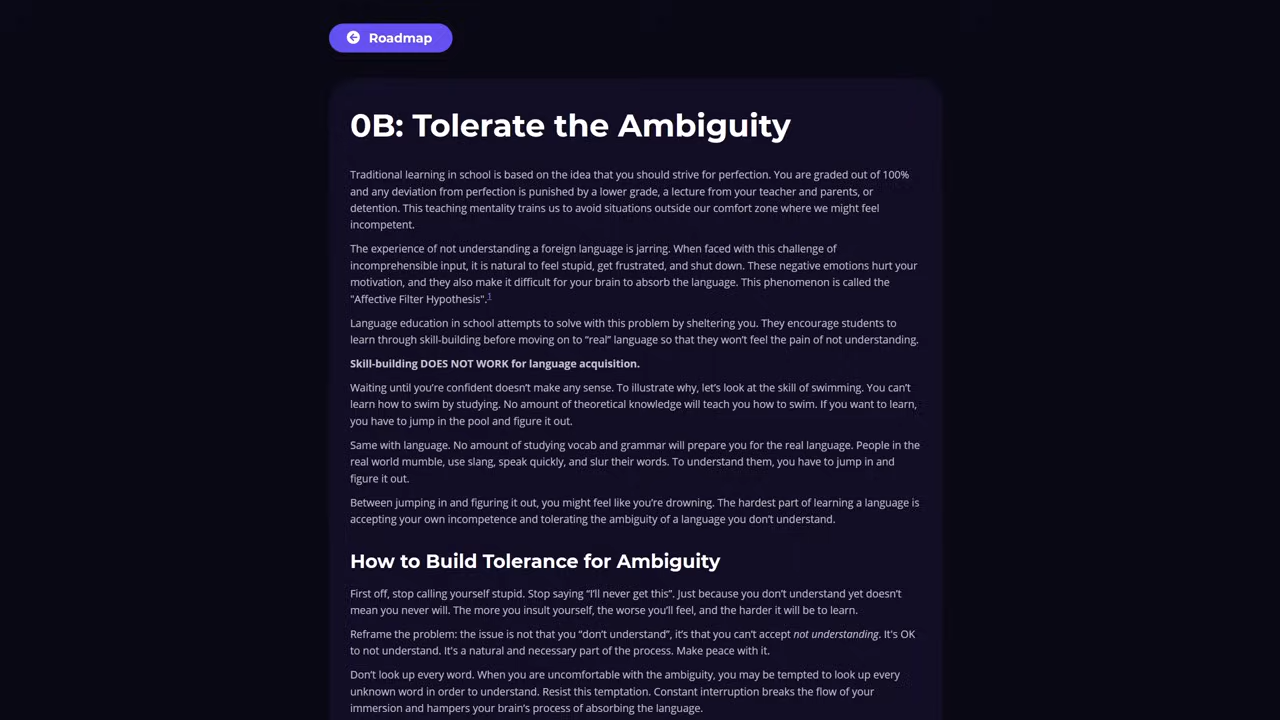 Roadmap
0B: Tolerate the Ambiguity
Traditional learning in school is based on the idea that you should strive for perfection. You are graded out of 100%
and any deviation from perfection is punished by a lower grade, a lecture from your teacher and parents, or
detention. This teaching mentality trains us to avoid situations outside our comfort zone where we might feel
incompetent.
The experience of not understanding a foreign language is jarring. When faced with this challenge of
incomprehensible input, it is natural to feel stupid, get frustrated, and shut down. These negative emotions hurt your
motivation, and they also make it difficult for your brain to absorb the language. This phenomenon is called the
"Affective Filter Hypothesis".1
Language education in school attempts to solve with this problem by sheltering you. They encourage students to
learn through skill-building before moving on to “real” language so that they won’t feel the pain of not understanding.
Skill-building DOES NOT WORK for language acquisition.
Waiting until you’re confident doesn’t make any sense. To illustrate why, let’s look at the skill of swimming. You can’t
learn how to swim by studying. No amount of theoretical knowledge will teach you how to swim. If you want to learn,
you have to jump in the pool and figure it out.
Same with language. No amount of studying vocab and grammar will prepare you for the real language. People in the
real world mumble, use slang, speak quickly, and slur their words. To understand them, you have to jump in and
figure it out.
Between jumping in and figuring it out, you might feel like you’re drowning. The hardest part of learning a language is
accepting your own incompetence and tolerating the ambiguity of a language you don’t understand.
How to Build Tolerance for Ambiguity
First off, stop calling yourself stupid. Stop saying “I’ll never get this”. Just because you don’t understand yet doesn’t
mean you never will. The more you insult yourself, the worse you’ll feel, and the harder it will be to learn.
Reframe the problem: the issue is not that you “don’t understand”, it’s that you can’t accept not understanding. It's OK
to not understand. It's a natural and necessary part of the process. Make peace with it.
Don’t look up every word. When you are uncomfortable with the ambiguity, you may be tempted to look up every
unknown word in order to understand. Resist this temptation. Constant interruption breaks the flow of your
immersion and hampers your brain’s process of absorbing the language.